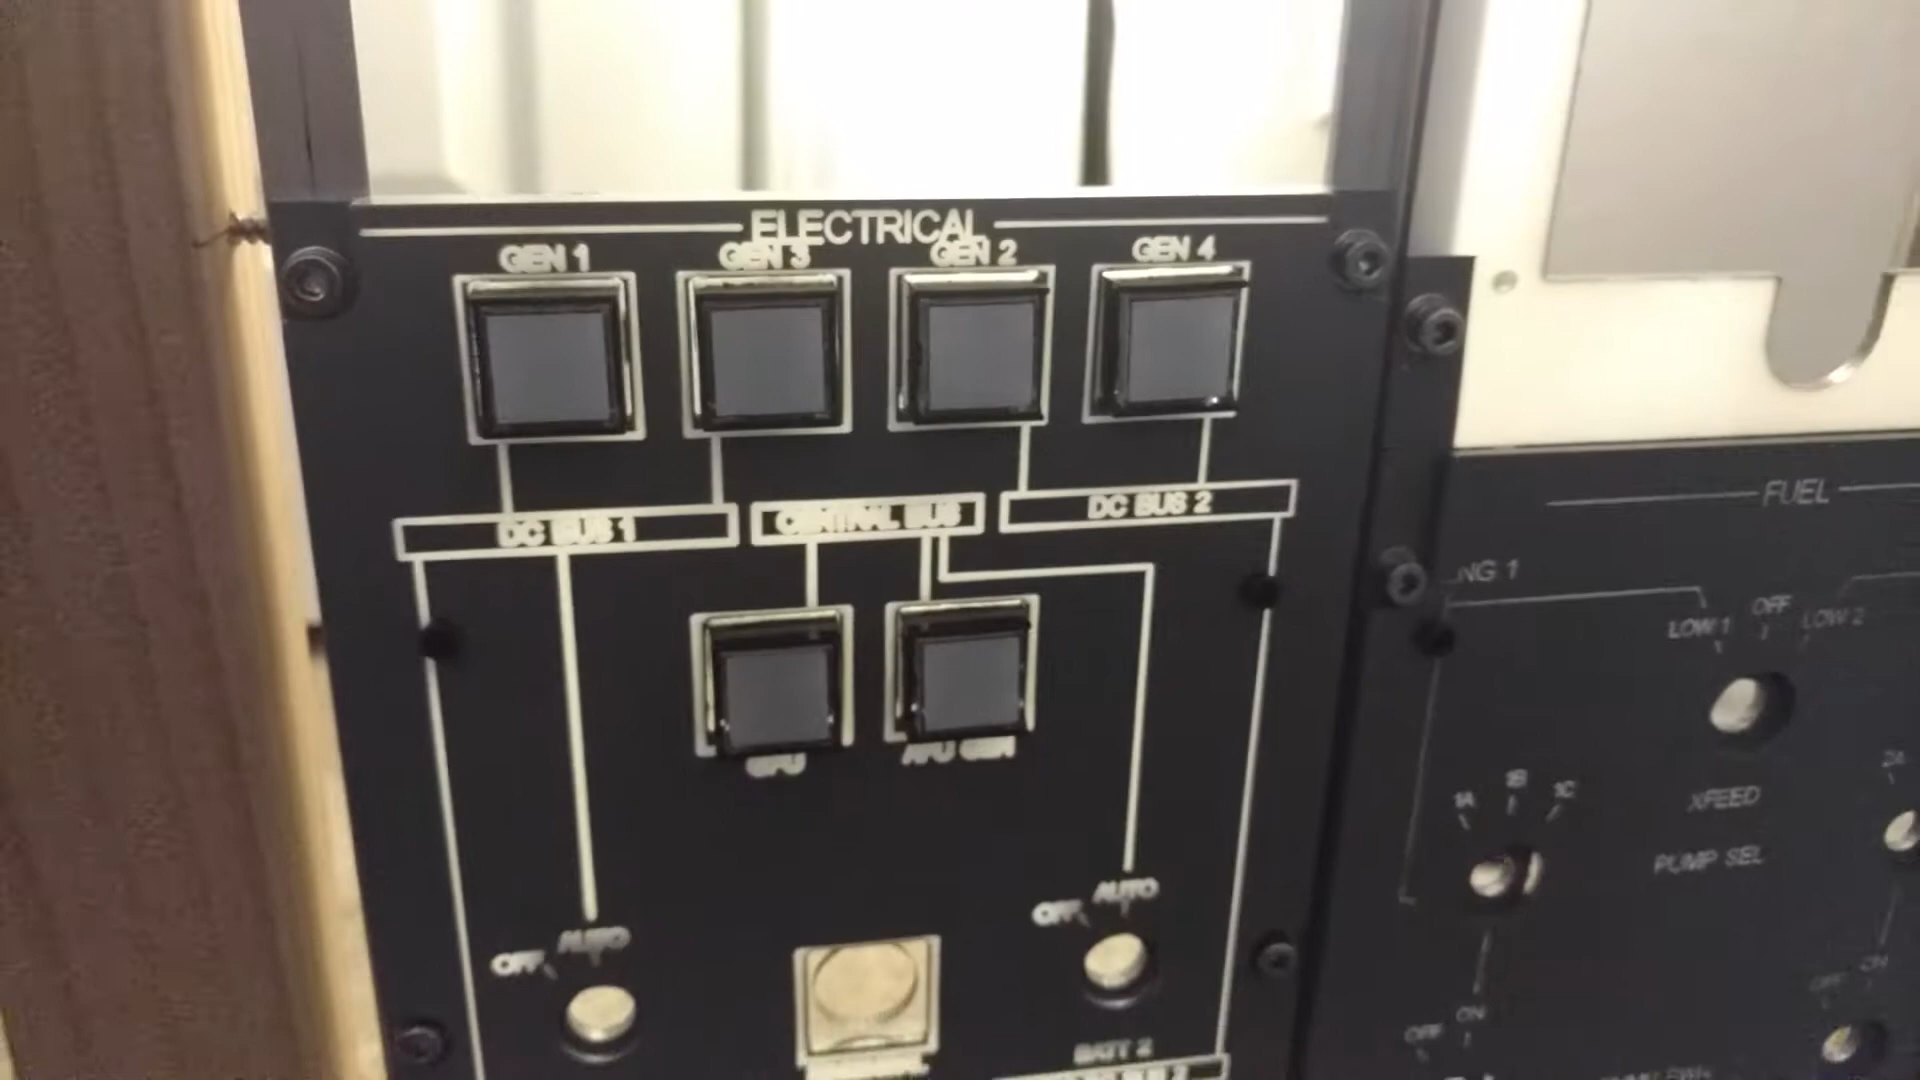 ELECTRICAL
GEN 1
GEN 3
GEN 2
GEN 4
DC BUS 1
CENTRAL BUS
DC BUS 2
GPU
APU GEN
OFF
AUTO
OFF
AUTO
BATT 2
FUEL
LOW 1
OFF
LOW 2
1A
1B
1C
XFEED
PUMP SEL
2A
OFF
ON
OFF
ON